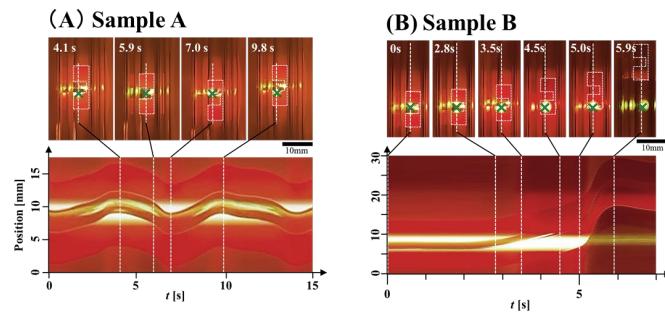 (A) Sample A
4.1 s
5.9 s
7.0 s
9.8 s
10mm
Position [mm]
15
10
5
0
0
5
10
15
t [s]
(B) Sample B
0s
2.8s
3.5s
4.5s
5.0s
5.9s
10mm
30
20
10
0
0
5
t [s]